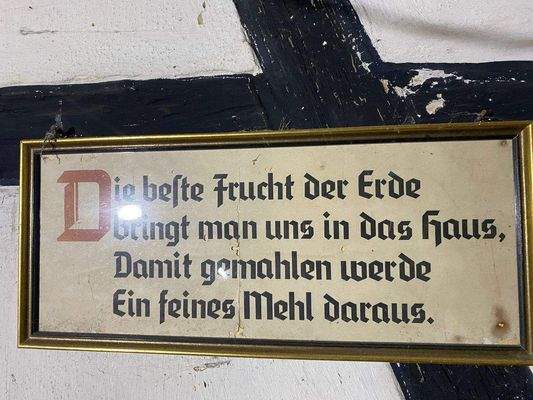 Die beſte Frucht der Erde
bringt man uns in das Haus,
Damit gemahlen werde
Ein feines Mehl daraus.